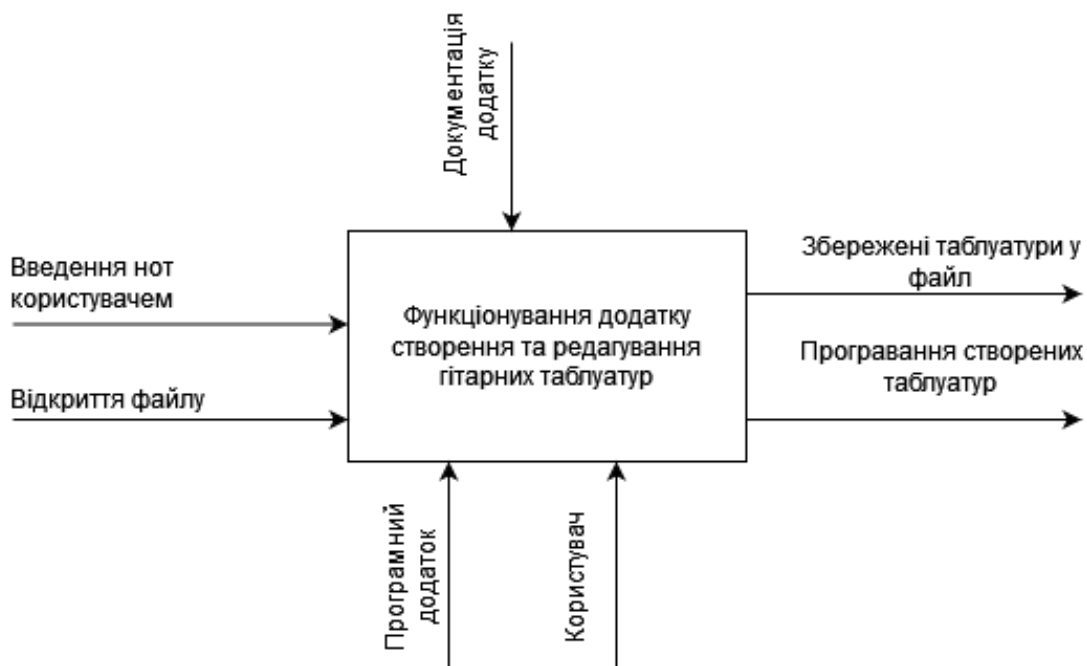 Документація
додатку
Введення нот
користувачем
Відкриття файлу
Функціонування додатку
створення та редагування
гітарних таблуатур
Збережені таблуатури у
файл
Програвання створених
таблуатур
Програмний
додаток
Користувач